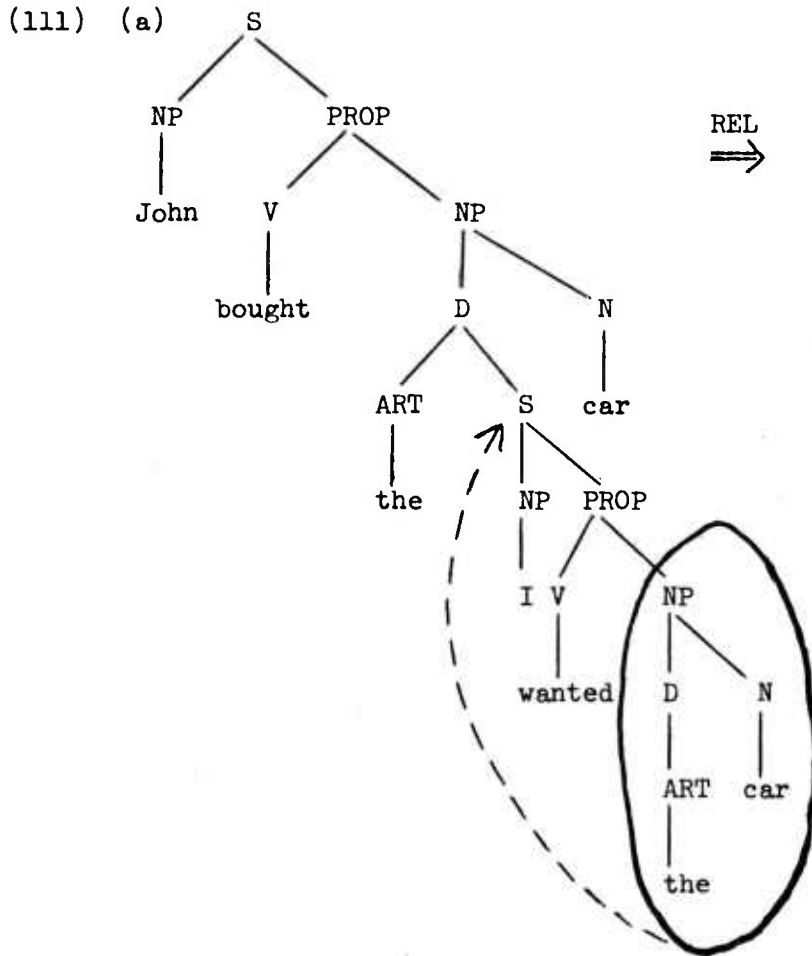 (111) (a) S
NP PROP
REL
John V NP
bought D N
ART S car
the NP PROP
I V NP
wanted D N
ART car
the